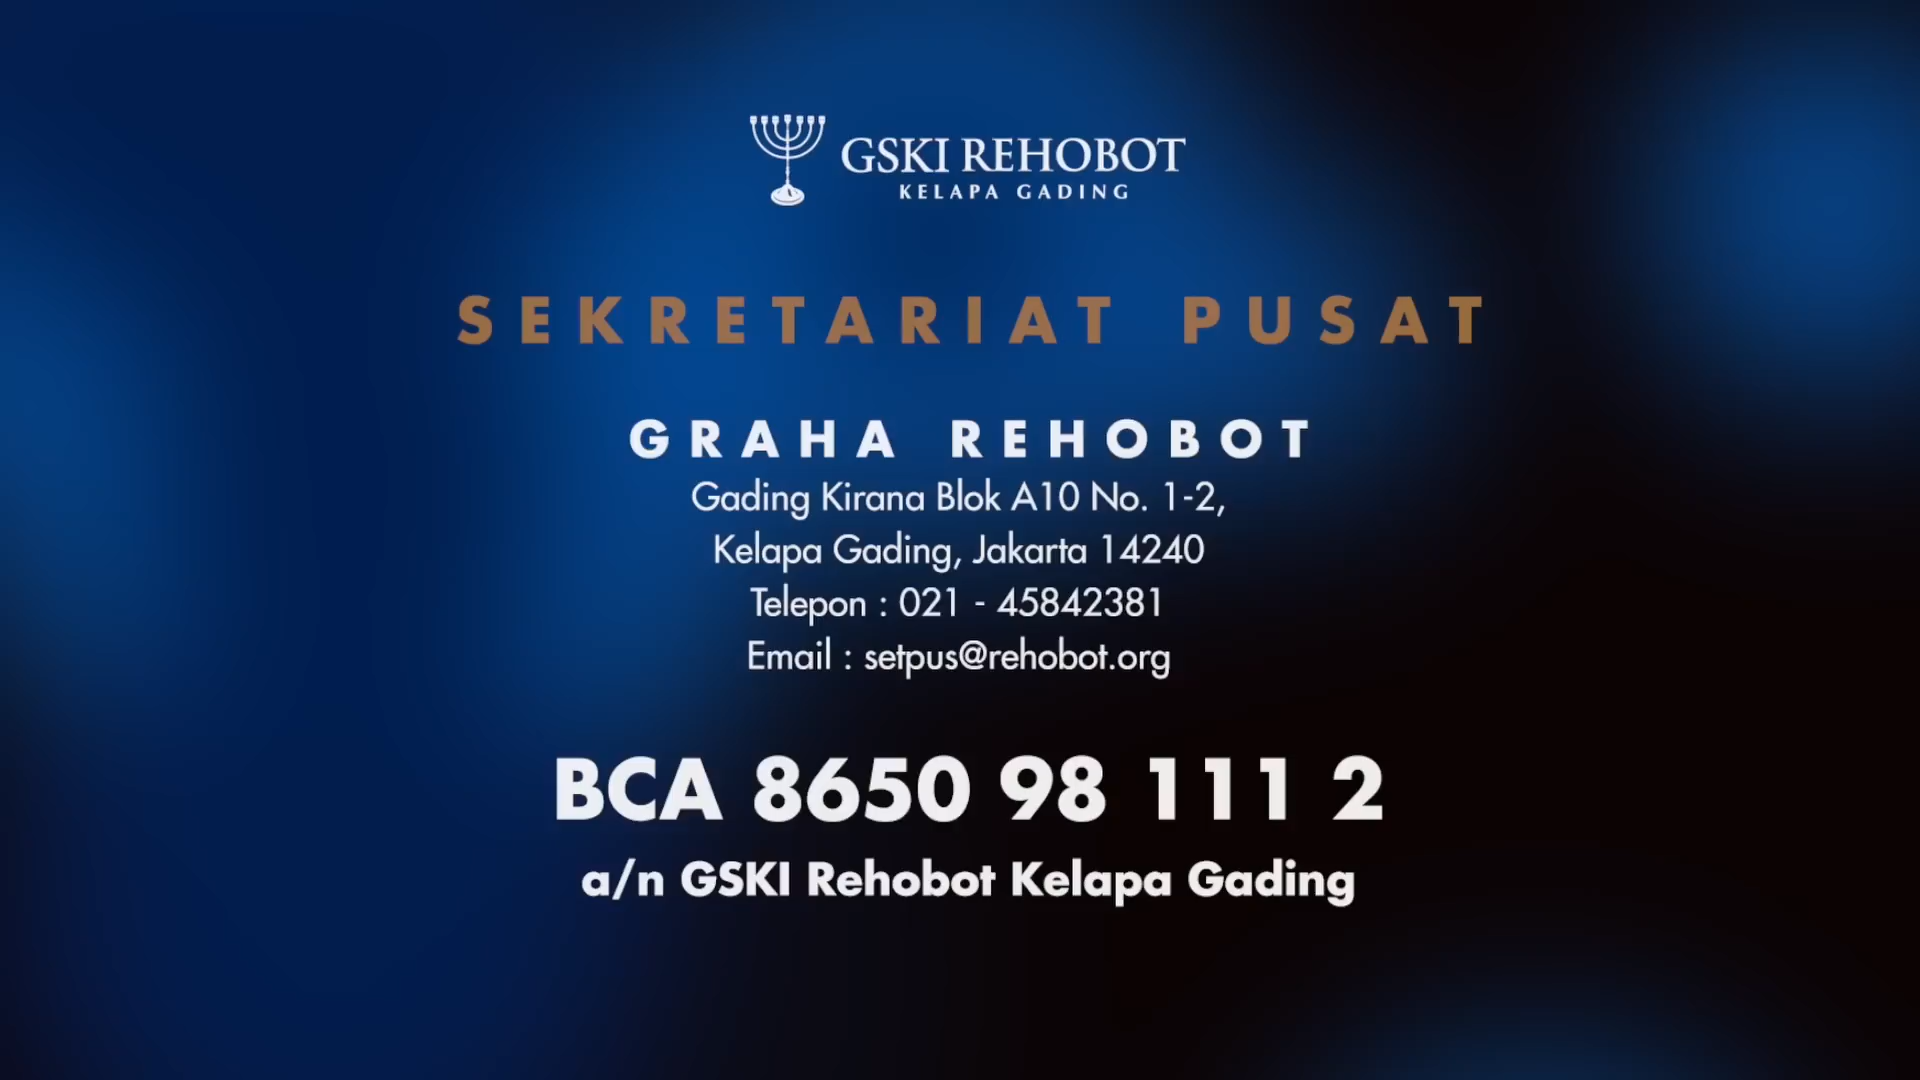 GSKI REHOBOT
KELAPA GADING
SEKRETARIAT PUSAT
GRAHA REHOBOT
Gading Kirana Blok A10 No. 1-2,
Kelapa Gading, Jakarta 14240
Telepon : 021 - 45842381
Email : setpus@rehobot.org
BCA 8650 98 111 2
a/n GSKI Rehobot Kelapa Gading